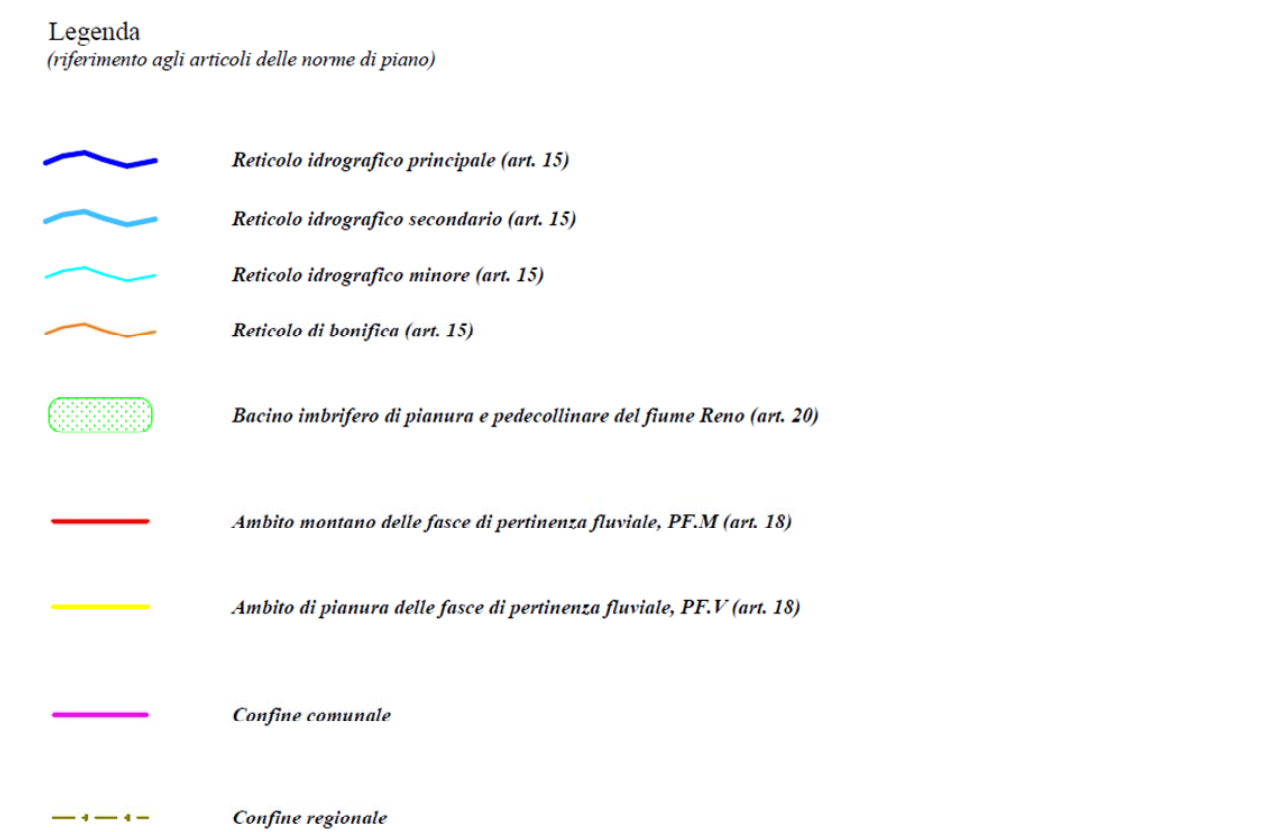 Legenda
(riferimento agli articoli delle norme di piano)
Reticolo idrografico principale (art. 15)
Reticolo idrografico secondario (art. 15)
Reticolo idrografico minore (art. 15)
Reticolo di bonifica (art. 15)
Bacino imbrifero di pianura e pedecollinare del fiume Reno (art. 20)
Ambito montano delle fasce di pertinenza fluviale, PF.M (art. 18)
Ambito di pianura delle fasce di pertinenza fluviale, PF.V (art. 18)
Confine comunale
Confine regionale